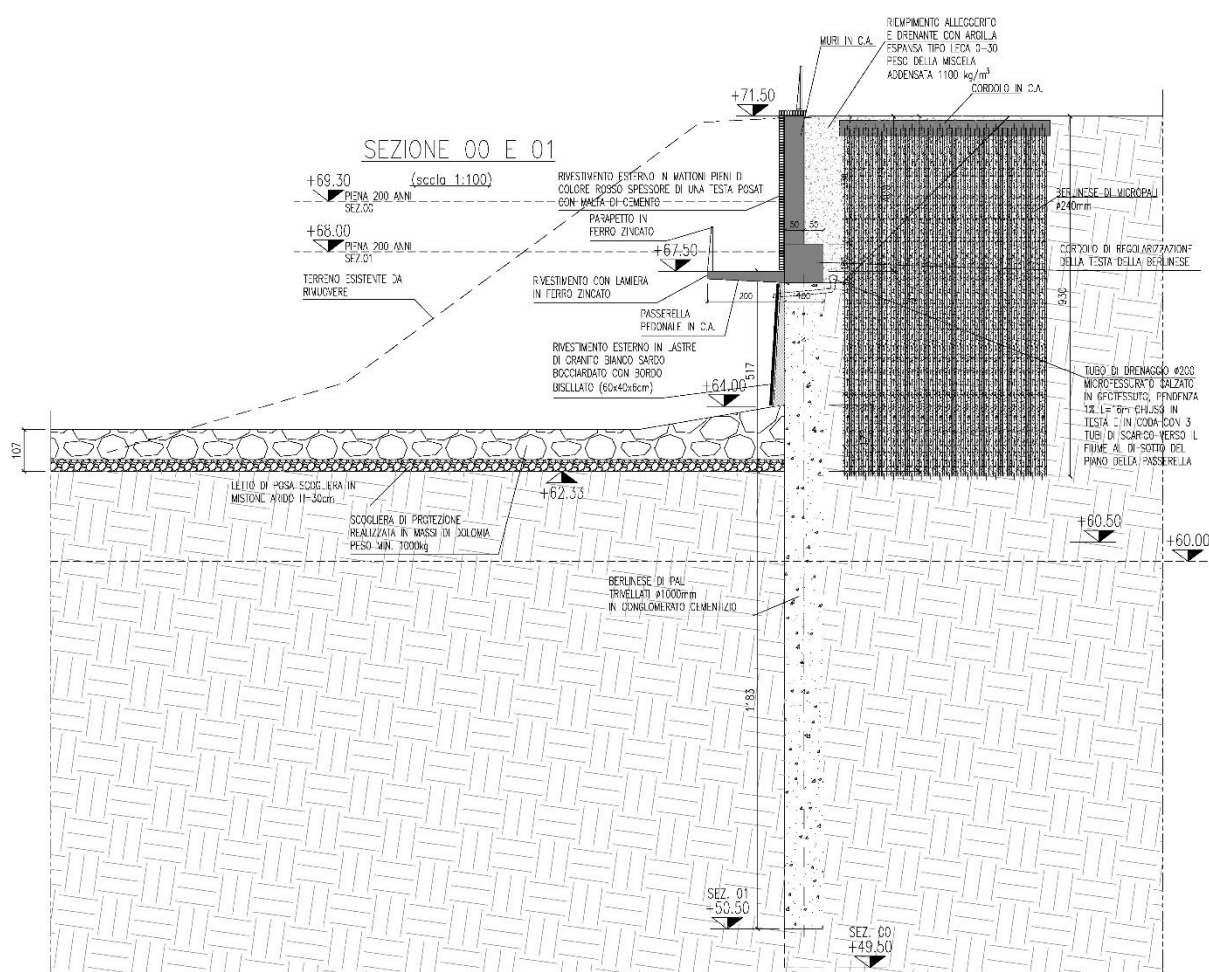 RIEMPIMENTO ALLEGGERITO
E DRENANTE CON ARGILLA
ESPANSA TIPO LECA 0-30
PESO DELLA MISCELA
ADDENSATA 1100 kg/m³
MURI IN C.A.
CORDOLO IN C.A.
+71.50
SEZIONE 00 E 01
(scala 1:100)
+69.30
PIENA 200 ANNI
SEZ.00
+68.00
PIENA 200 ANNI
SEZ.01
RIVESTIMENTO ESTERNO IN MATTONI PIENI DI
COLORE ROSSO SPESSORE DI UNA TESTA POSAT
CON MALTA DI CEMENTO
PARAPETTO IN
FERRO ZINCATO
+67.50
50
50
BERLINESE DI MICROPALI
ø240mm
CORDOLO DI REGOLARIZZAZIONE
DELLA TESTA DELLA BERLINESE
930
TERRENO ESISTENTE DA
RIMUOVERE
RIVESTIMENTO CON LAMIERA
IN FERRO ZINCATO
200
100
PASSERELLA
PEDONALE IN C.A.
RIVESTIMENTO ESTERNO IN LASTRE
DI GRANITO BIANCO SARDO
BOCCIARDATO CON BORDO
BISELLATO (60x40x6cm)
517
+64.00
TUBO DI DRENAGGIO ø200
MICROFESSURATO CALZATO
IN GEOTESSUTO, PENDENZA
1% L=16m CHIUSO IN
TESTA E IN CODA CON 3
TUBI DI SCARICO VERSO IL
FIUME AL DI SOTTO DEL
PIANO DELLA PASSERELLA
107
LETTO DI POSA SCOGLIERA IN
MISTONE ARIDO H=30cm
+62.33
SCOGLIERA DI PROTEZIONE
REALIZZATA IN MASSI DI DOLOMIA
PESO MIN. 1000kg
+60.50
+60.00
BERLINESE DI PALI
TRIVELLATI ø1000mm
IN CONGLOMERATO CEMENTIZIO
1183
SEZ. 01
+50.50
SEZ. 00
+49.50